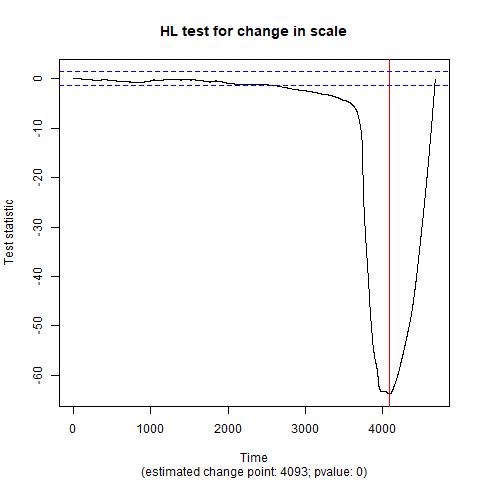 HL test for change in scale
Test statistic
0
-10
-20
-30
-40
-50
-60
0 1000 2000 3000 4000
Time
(estimated change point: 4093; pvalue: 0)